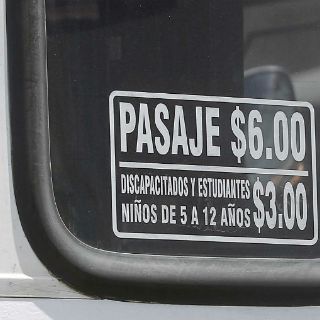 PASAJE $6.00
DISCAPACITADOS Y ESTUDIANTES
NIÑOS DE 5 A 12 AÑOS $3.00